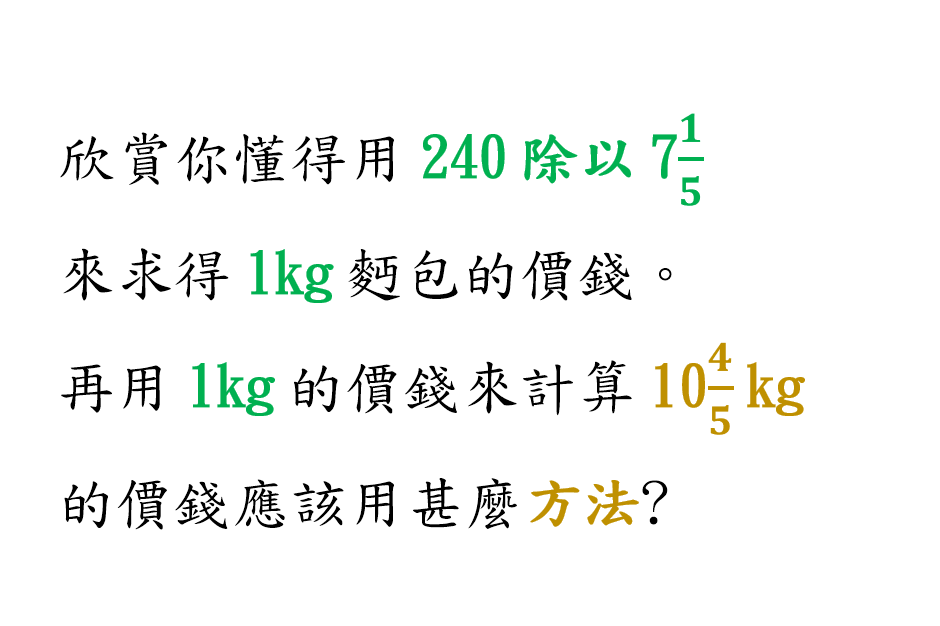 欣賞你懂得用 240 除以 7 1/5
來求得 1kg 麪包的價錢。
再用 1kg 的價錢來計算 10 4/5 kg
的價錢應該用甚麼方法?